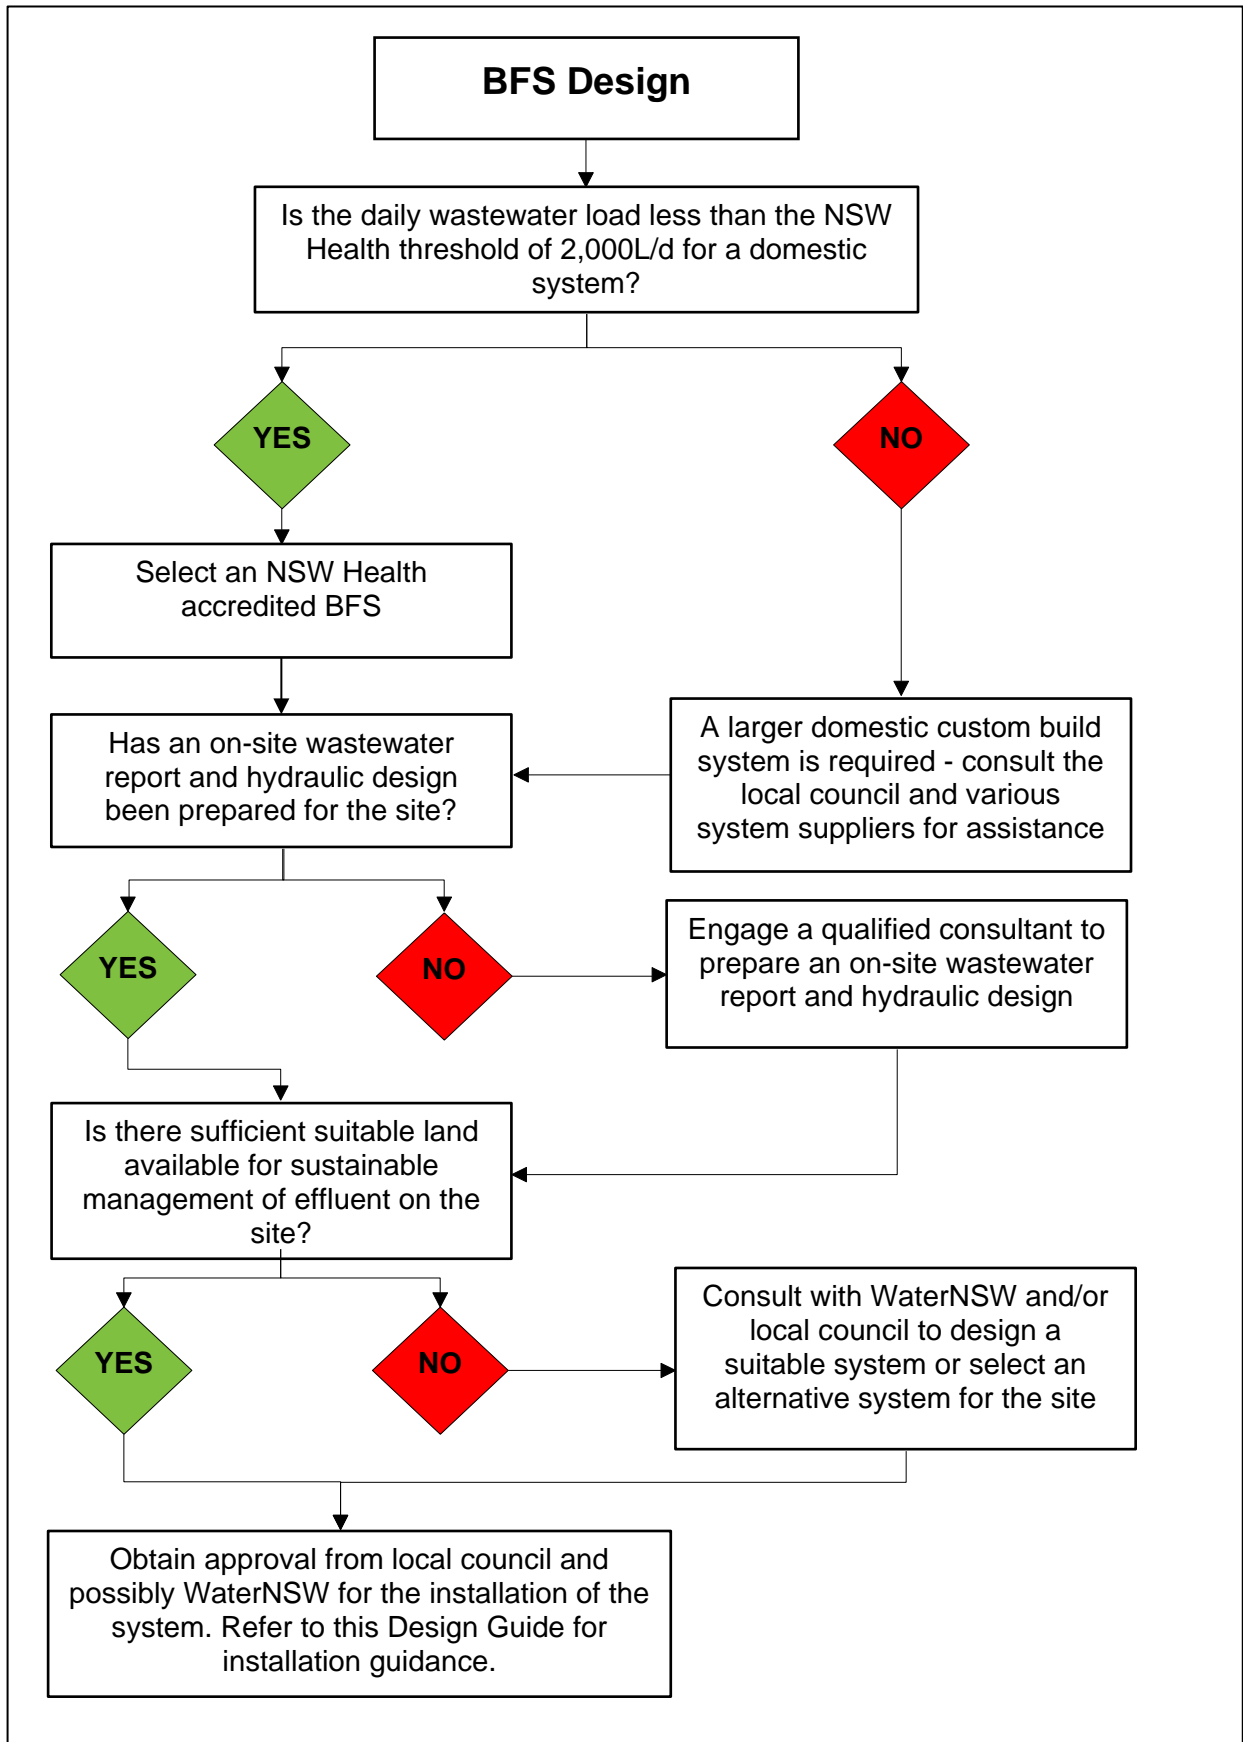 BFS Design
Is the daily wastewater load less than the NSW
Health threshold of 2,000L/d for a domestic
system?
YES
NO
Select an NSW Health
accredited BFS
Has an on-site wastewater
report and hydraulic design
been prepared for the site?
A larger domestic custom build
system is required - consult the
local council and various
system suppliers for assistance
YES
NO
Engage a qualified consultant to
prepare an on-site wastewater
report and hydraulic design
Is there sufficient suitable land
available for sustainable
management of effluent on the
site?
YES
NO
Consult with WaterNSW and/or
local council to design a
suitable system or select an
alternative system for the site
Obtain approval from local council and
possibly WaterNSW for the installation of the
system. Refer to this Design Guide for
installation guidance.